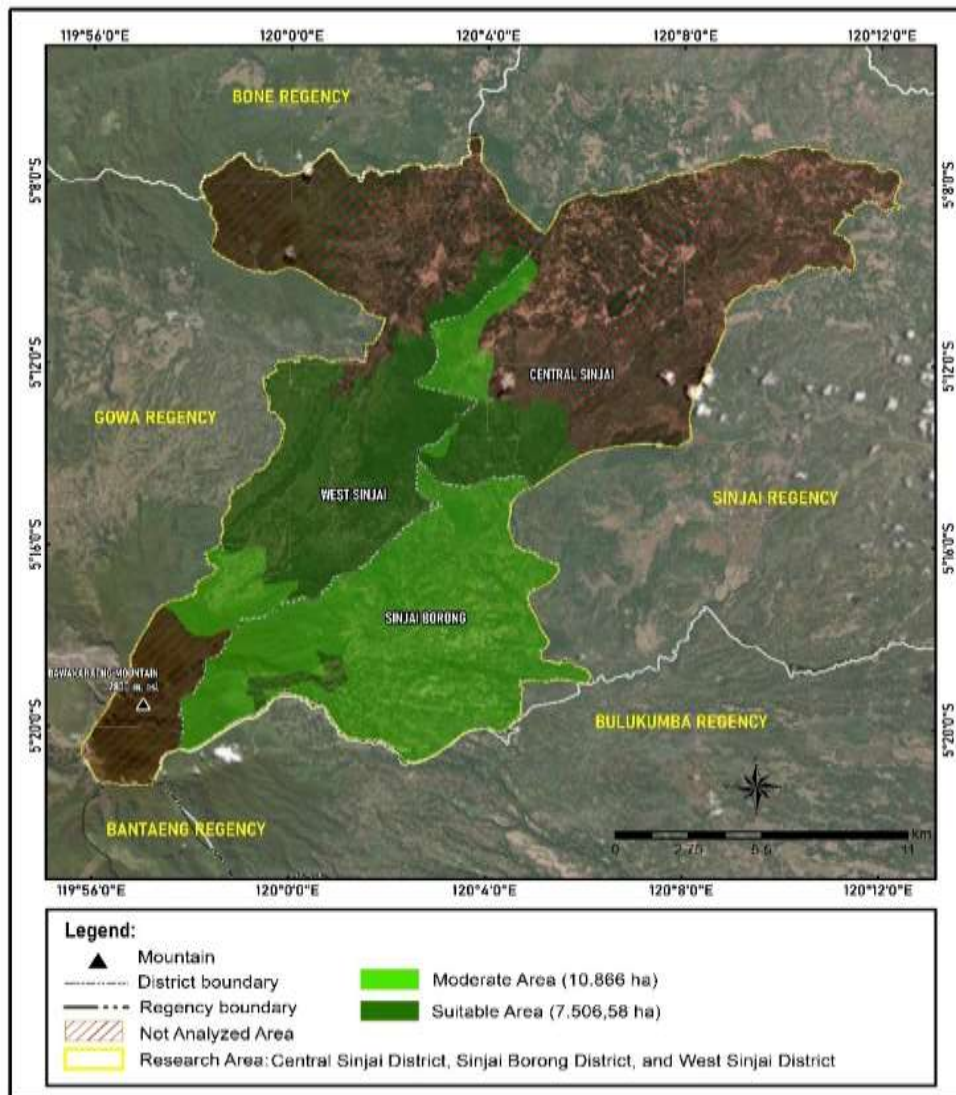 119°56'0"E 120°0'0"E 120°4'0"E 120°8'0"E 120°12'0"E
BONE REGENCY
5°8'0"S 5°8'0"S
5°12'0"S 5°12'0"S
CENTRAL SINJAI
GOWA REGENCY
WEST SINJAI
SINJAI REGENCY
5°16'0"S 5°16'0"S
SINJAI BORONG
MOUNTAIN
BULUKUMBA REGENCY
5°20'0"S 5°20'0"S
BANTAENG REGENCY
km
0 2.75 5.5 11
119°56'0"E 120°0'0"E 120°4'0"E 120°8'0"E 120°12'0"E
Legend:
Mountain
District boundary
Regency boundary
Not Analyzed Area
Research Area: Central Sinjai District, Sinjai Borong District, and West Sinjai District
Moderate Area (10.866 ha)
Suitable Area (7.506,58 ha)